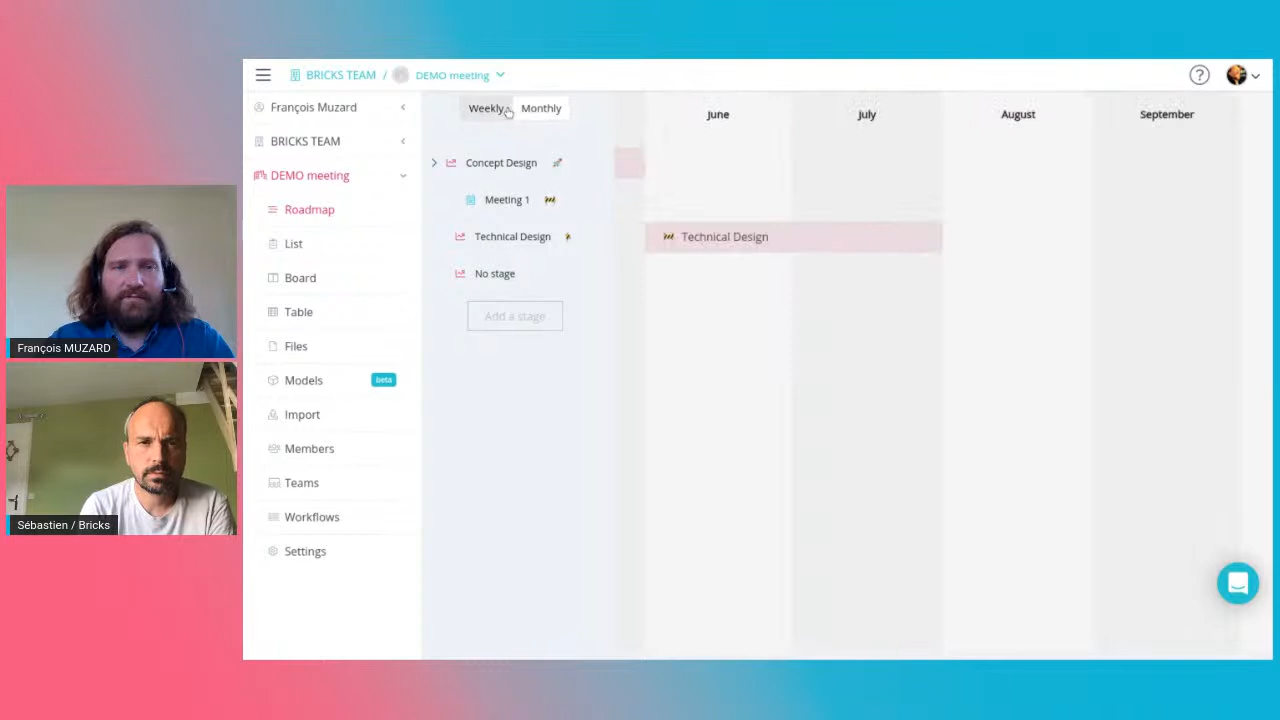 BRICKS TEAM / DEMO meeting
?
François Muzard
BRICKS TEAM
DEMO meeting
Roadmap
List
Board
Table
Files
Models beta
Import
Members
Teams
Workflows
Settings
Weekly Monthly
Concept Design
Meeting 1
Technical Design
No stage
Add a stage
June July August September
Technical Design
François MUZARD
Sébastien / Bricks